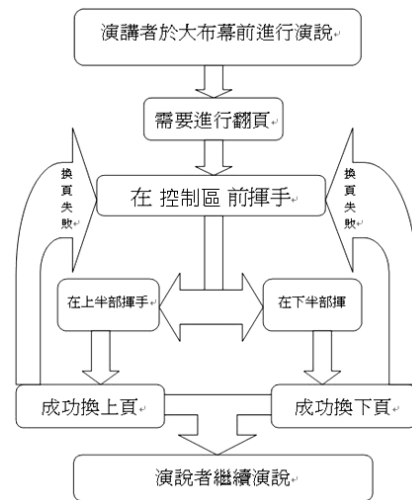 演講者於大布幕前進行演說
需要進行翻頁
換頁失敗
換頁失敗
在 控制區 前揮手
在上半部揮手
在下半部揮
成功換上頁
成功換下頁
演說者繼續演說